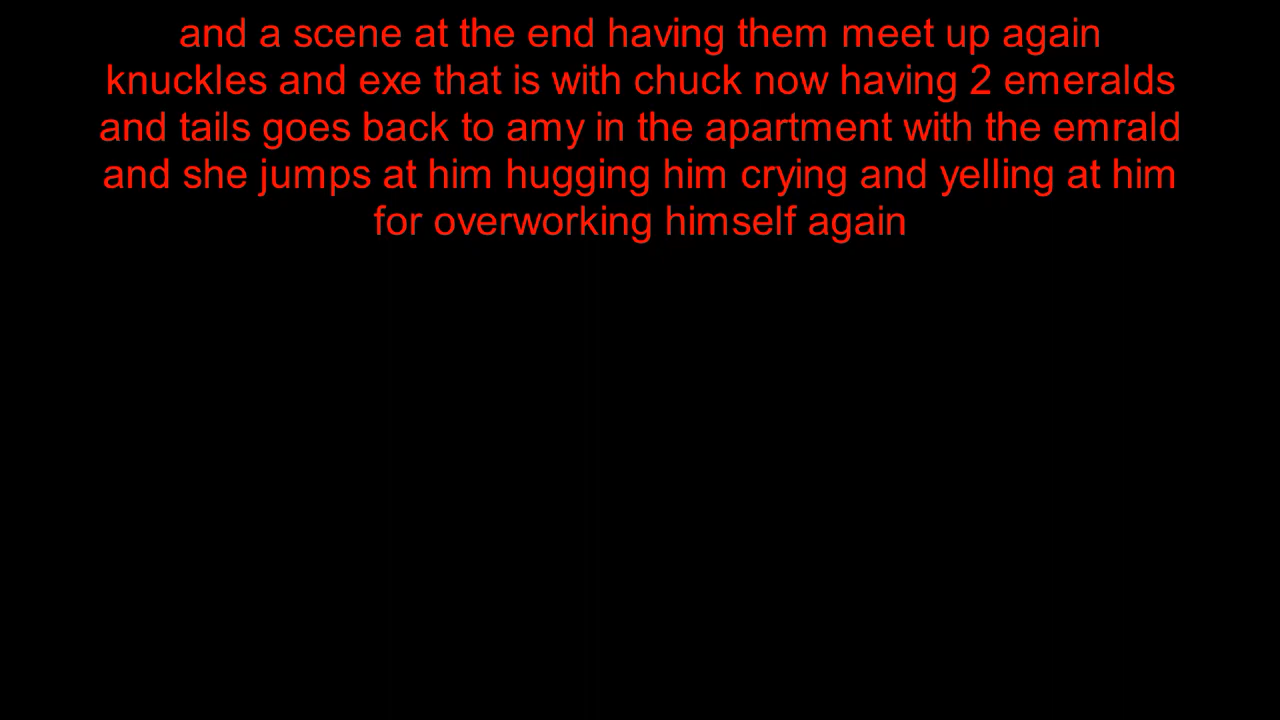 and a scene at the end having them meet up again
knuckles and exe that is with chuck now having 2 emeralds
and tails goes back to amy in the apartment with the emrald
and she jumps at him hugging him crying and yelling at him
for overworking himself again